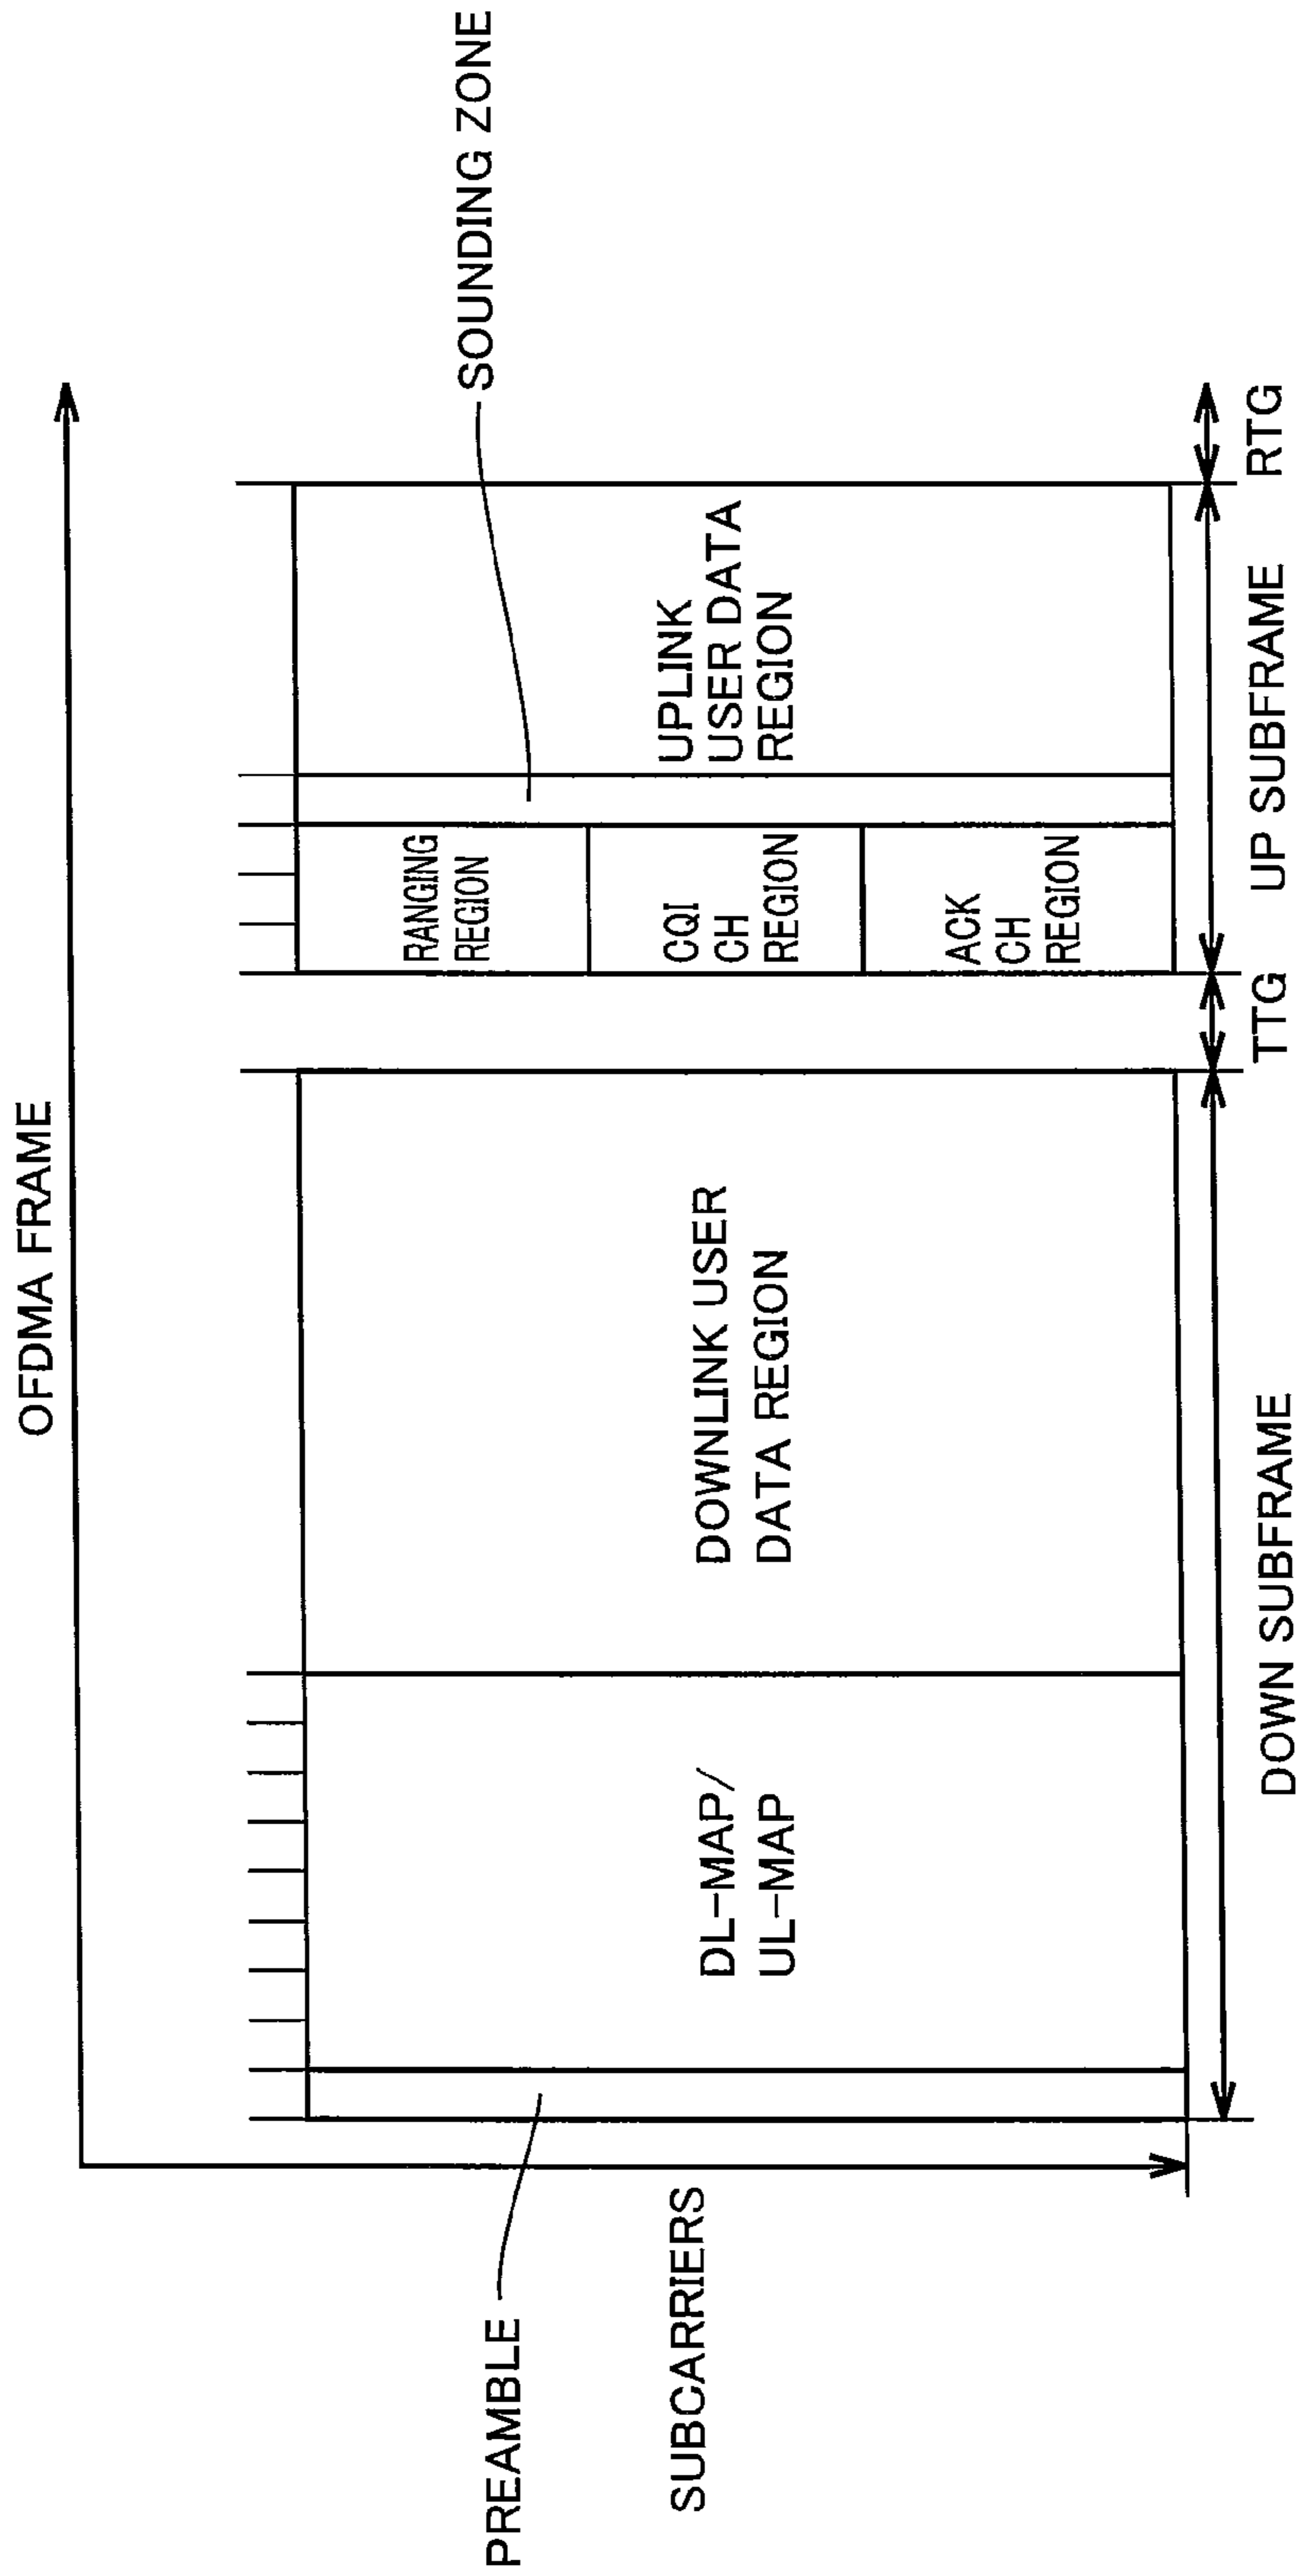 OFDMA FRAME
PREAMBLE
SUBCARRIERS
DL-MAP/
UL-MAP
DOWNLINK USER
DATA REGION
RANGING
REGION
CQI
CH
REGION
ACK
CH
REGION
SOUNDING ZONE
UPLINK
USER DATA
REGION
DOWN SUBFRAME
TTG
UP SUBFRAME
RTG